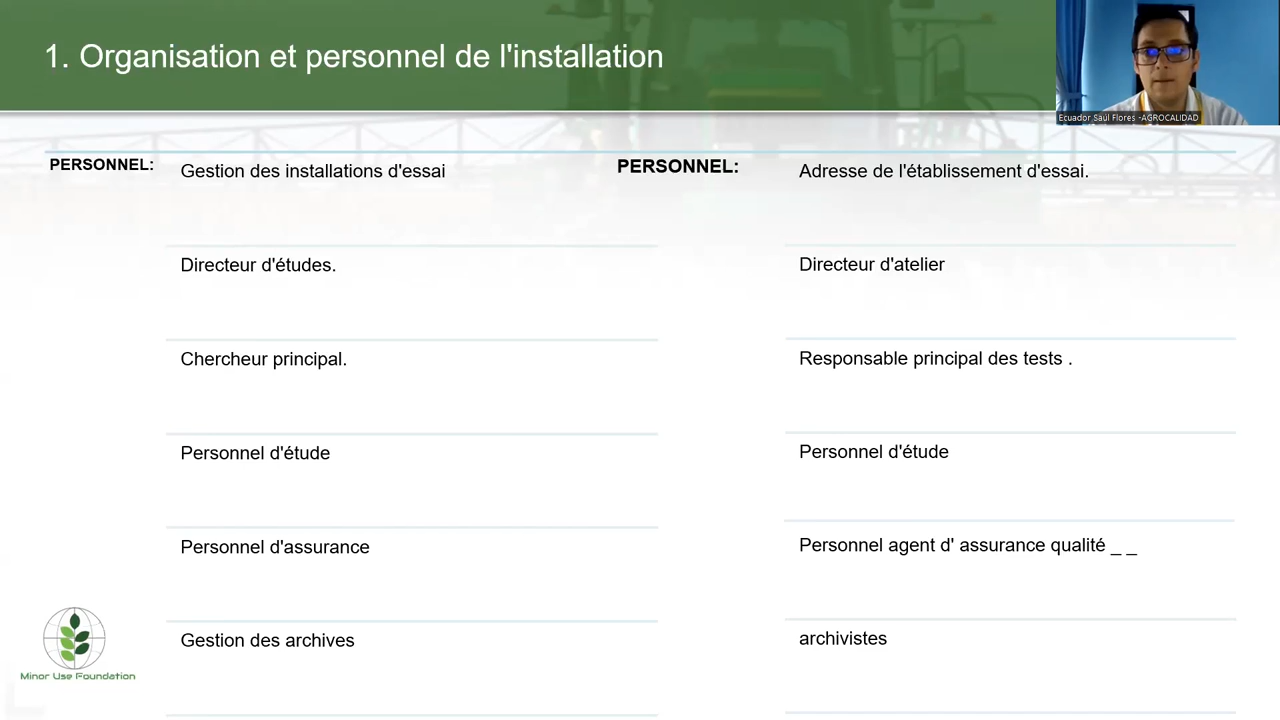 1. Organisation et personnel de l'installation
Ecuador Saúl Flores -AGROCALIDAD
PERSONNEL:
Gestion des installations d'essai
Directeur d'études.
Chercheur principal.
Personnel d'étude
Personnel d'assurance
Gestion des archives
PERSONNEL:
Adresse de l'établissement d'essai.
Directeur d'atelier
Responsable principal des tests .
Personnel d'étude
Personnel agent d' assurance qualité _ _
archivistes
Minor Use Foundation